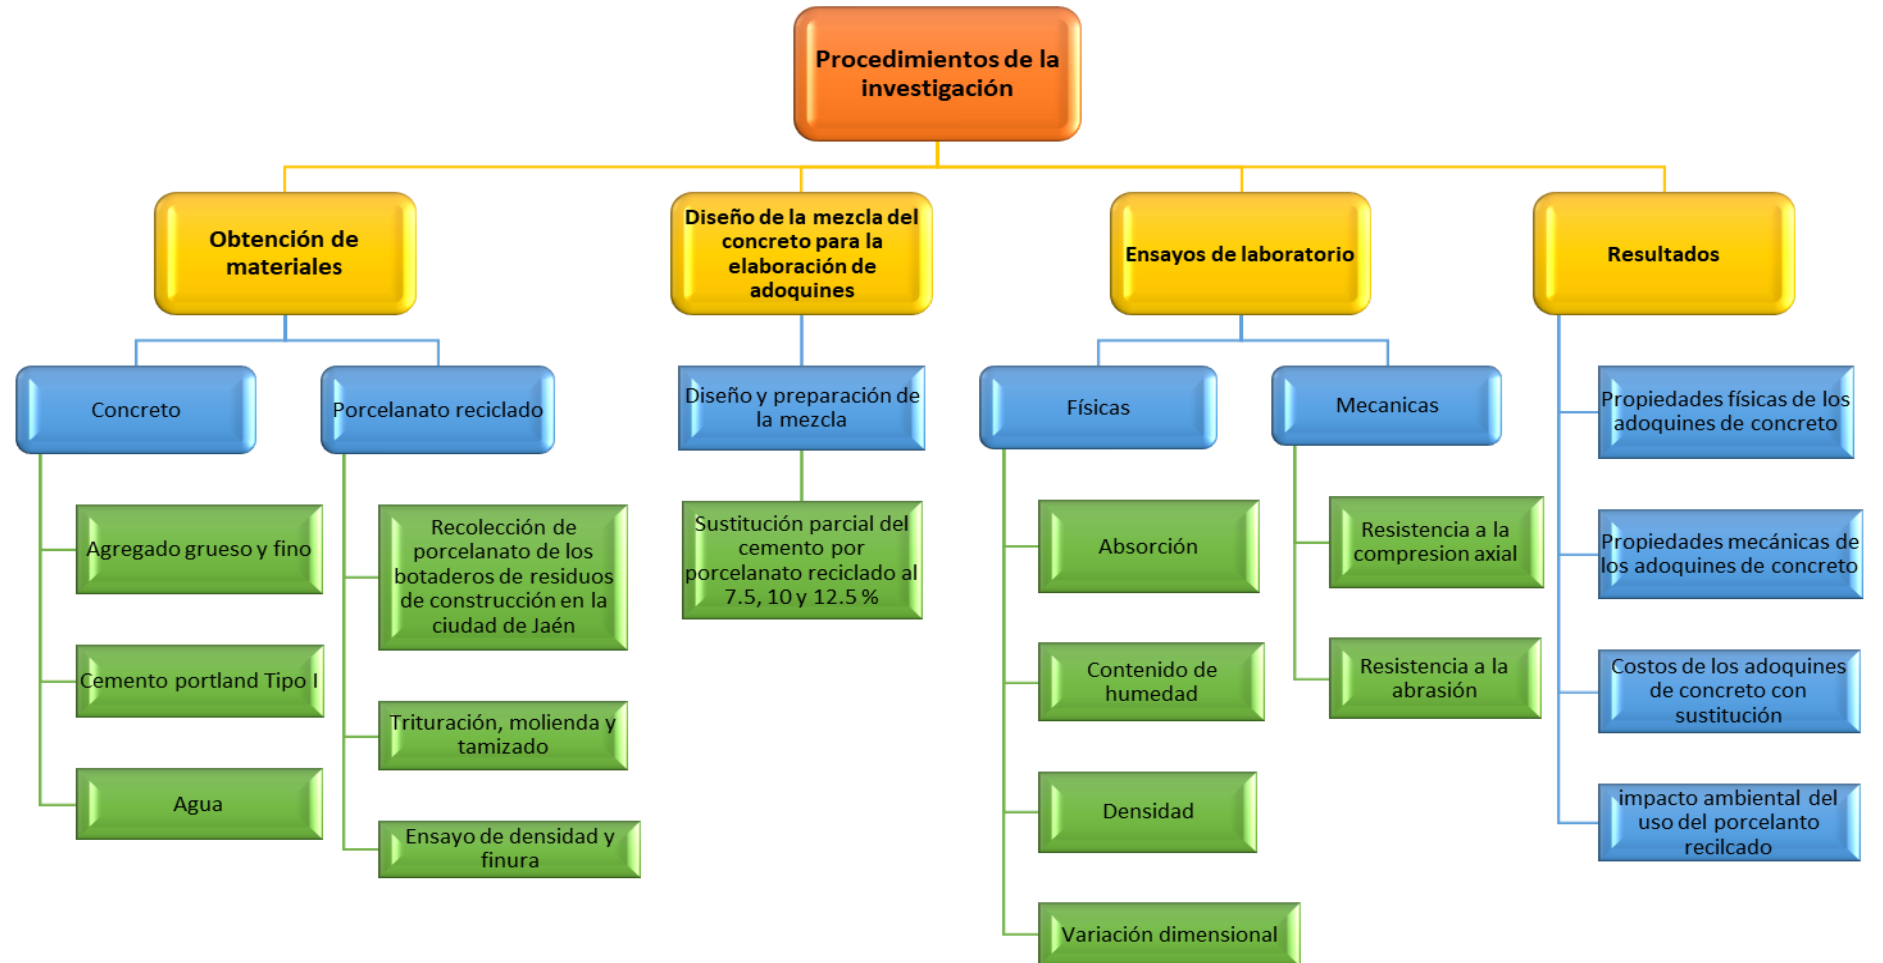 Procedimientos de la
investigación
Obtención de
materiales
Diseño de la mezcla del
concreto para la
elaboración de
adoquines
Ensayos de laboratorio
Resultados
Concreto
Porcelanato reciclado
Diseño y preparación de
la mezcla
Físicas
Mecanicas
Propiedades físicas de los
adoquines de concreto
Agregado grueso y fino
Cemento portland Tipo I
Agua
Recolección de
porcelanato de los
botaderos de residuos
de construcción en la
ciudad de Jaén
Trituración, molienda y
tamizado
Ensayo de densidad y
finura
Sustitución parcial del
cemento por
porcelanato reciclado al
7.5, 10 y 12.5 %
Absorción
Contenido de
humedad
Densidad
Variación dimensional
Resistencia a la
compresion axial
Resistencia a la
abrasión
Propiedades mecánicas de
los adoquines de concreto
Costos de los adoquines
de concreto con
sustitución
impacto ambiental del
uso del porcelanto
recilcado